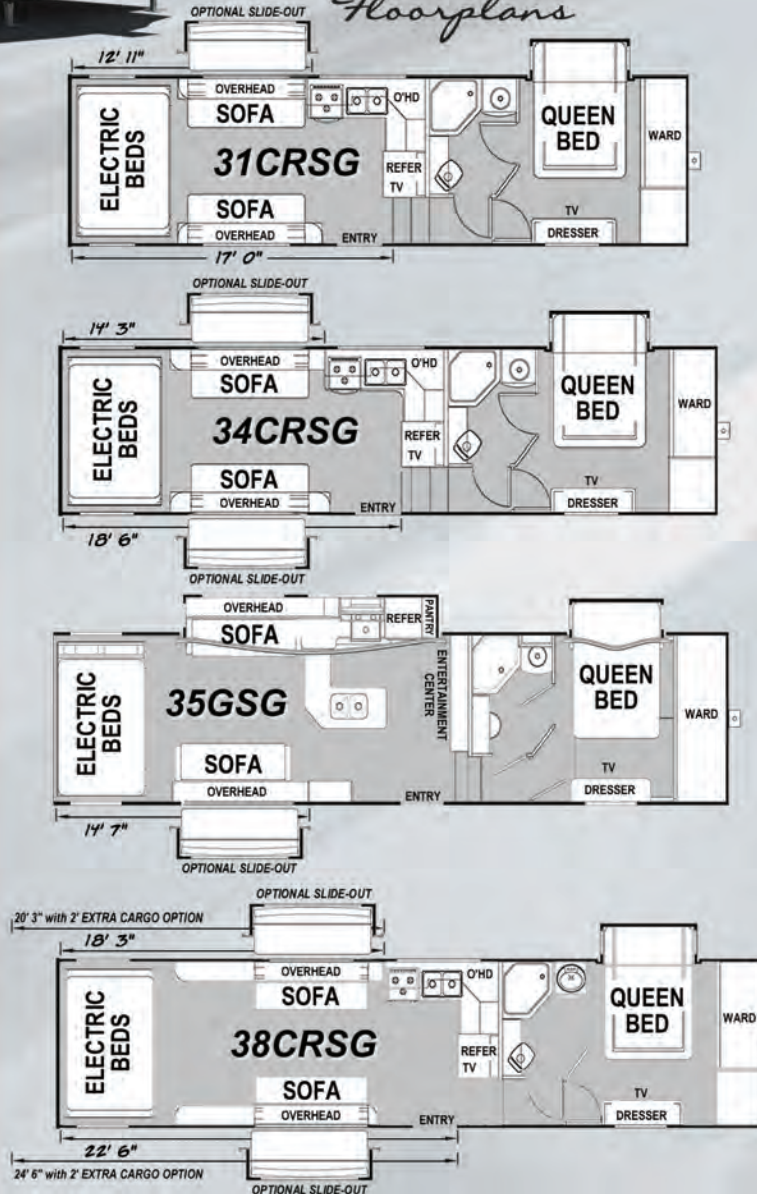 Floorplans
OPTIONAL SLIDE-OUT
12' 11"
OVERHEAD
SOFA
O'HD
ELECTRIC BEDS
31CRSG
REFER
TV
QUEEN
BED
WARD
SOFA
OVERHEAD
ENTRY
TV
DRESSER
17' 0"
OPTIONAL SLIDE-OUT
14' 3"
OVERHEAD
SOFA
O'HD
ELECTRIC BEDS
34CRSG
REFER
TV
QUEEN
BED
WARD
SOFA
OVERHEAD
ENTRY
TV
DRESSER
18' 6"
OPTIONAL SLIDE-OUT
OVERHEAD
SOFA
REFER
PANTRY
ELECTRIC BEDS
35GSG
ENTERTAINMENT CENTER
QUEEN
BED
WARD
SOFA
OVERHEAD
ENTRY
TV
DRESSER
14' 7"
OPTIONAL SLIDE-OUT
OPTIONAL SLIDE-OUT
20' 3" with 2' EXTRA CARGO OPTION
18' 3"
OVERHEAD
SOFA
O'HD
ELECTRIC BEDS
38CRSG
REFER
TV
QUEEN
BED
WARD
SOFA
OVERHEAD
ENTRY
TV
DRESSER
22' 6"
24' 6" with 2' EXTRA CARGO OPTION
OPTIONAL SLIDE-OUT